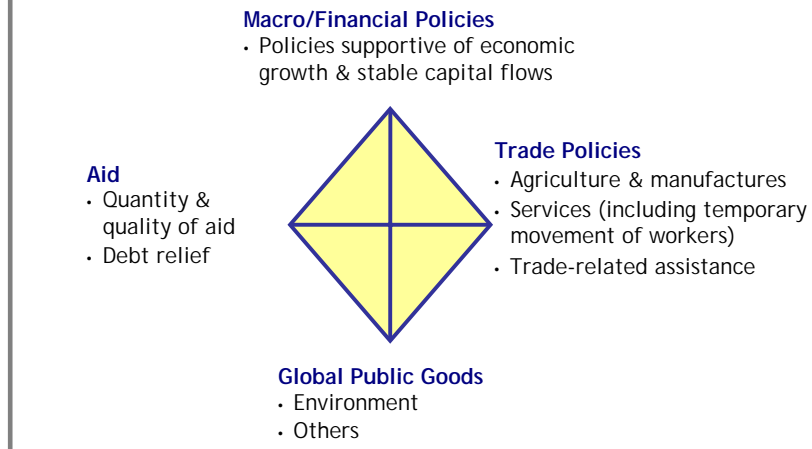 Macro/Financial Policies
• Policies supportive of economic
growth & stable capital flows
Aid
• Quantity &
quality of aid
• Debt relief
Trade Policies
• Agriculture & manufactures
• Services (including temporary
movement of workers)
• Trade-related assistance
Global Public Goods
• Environment
• Others